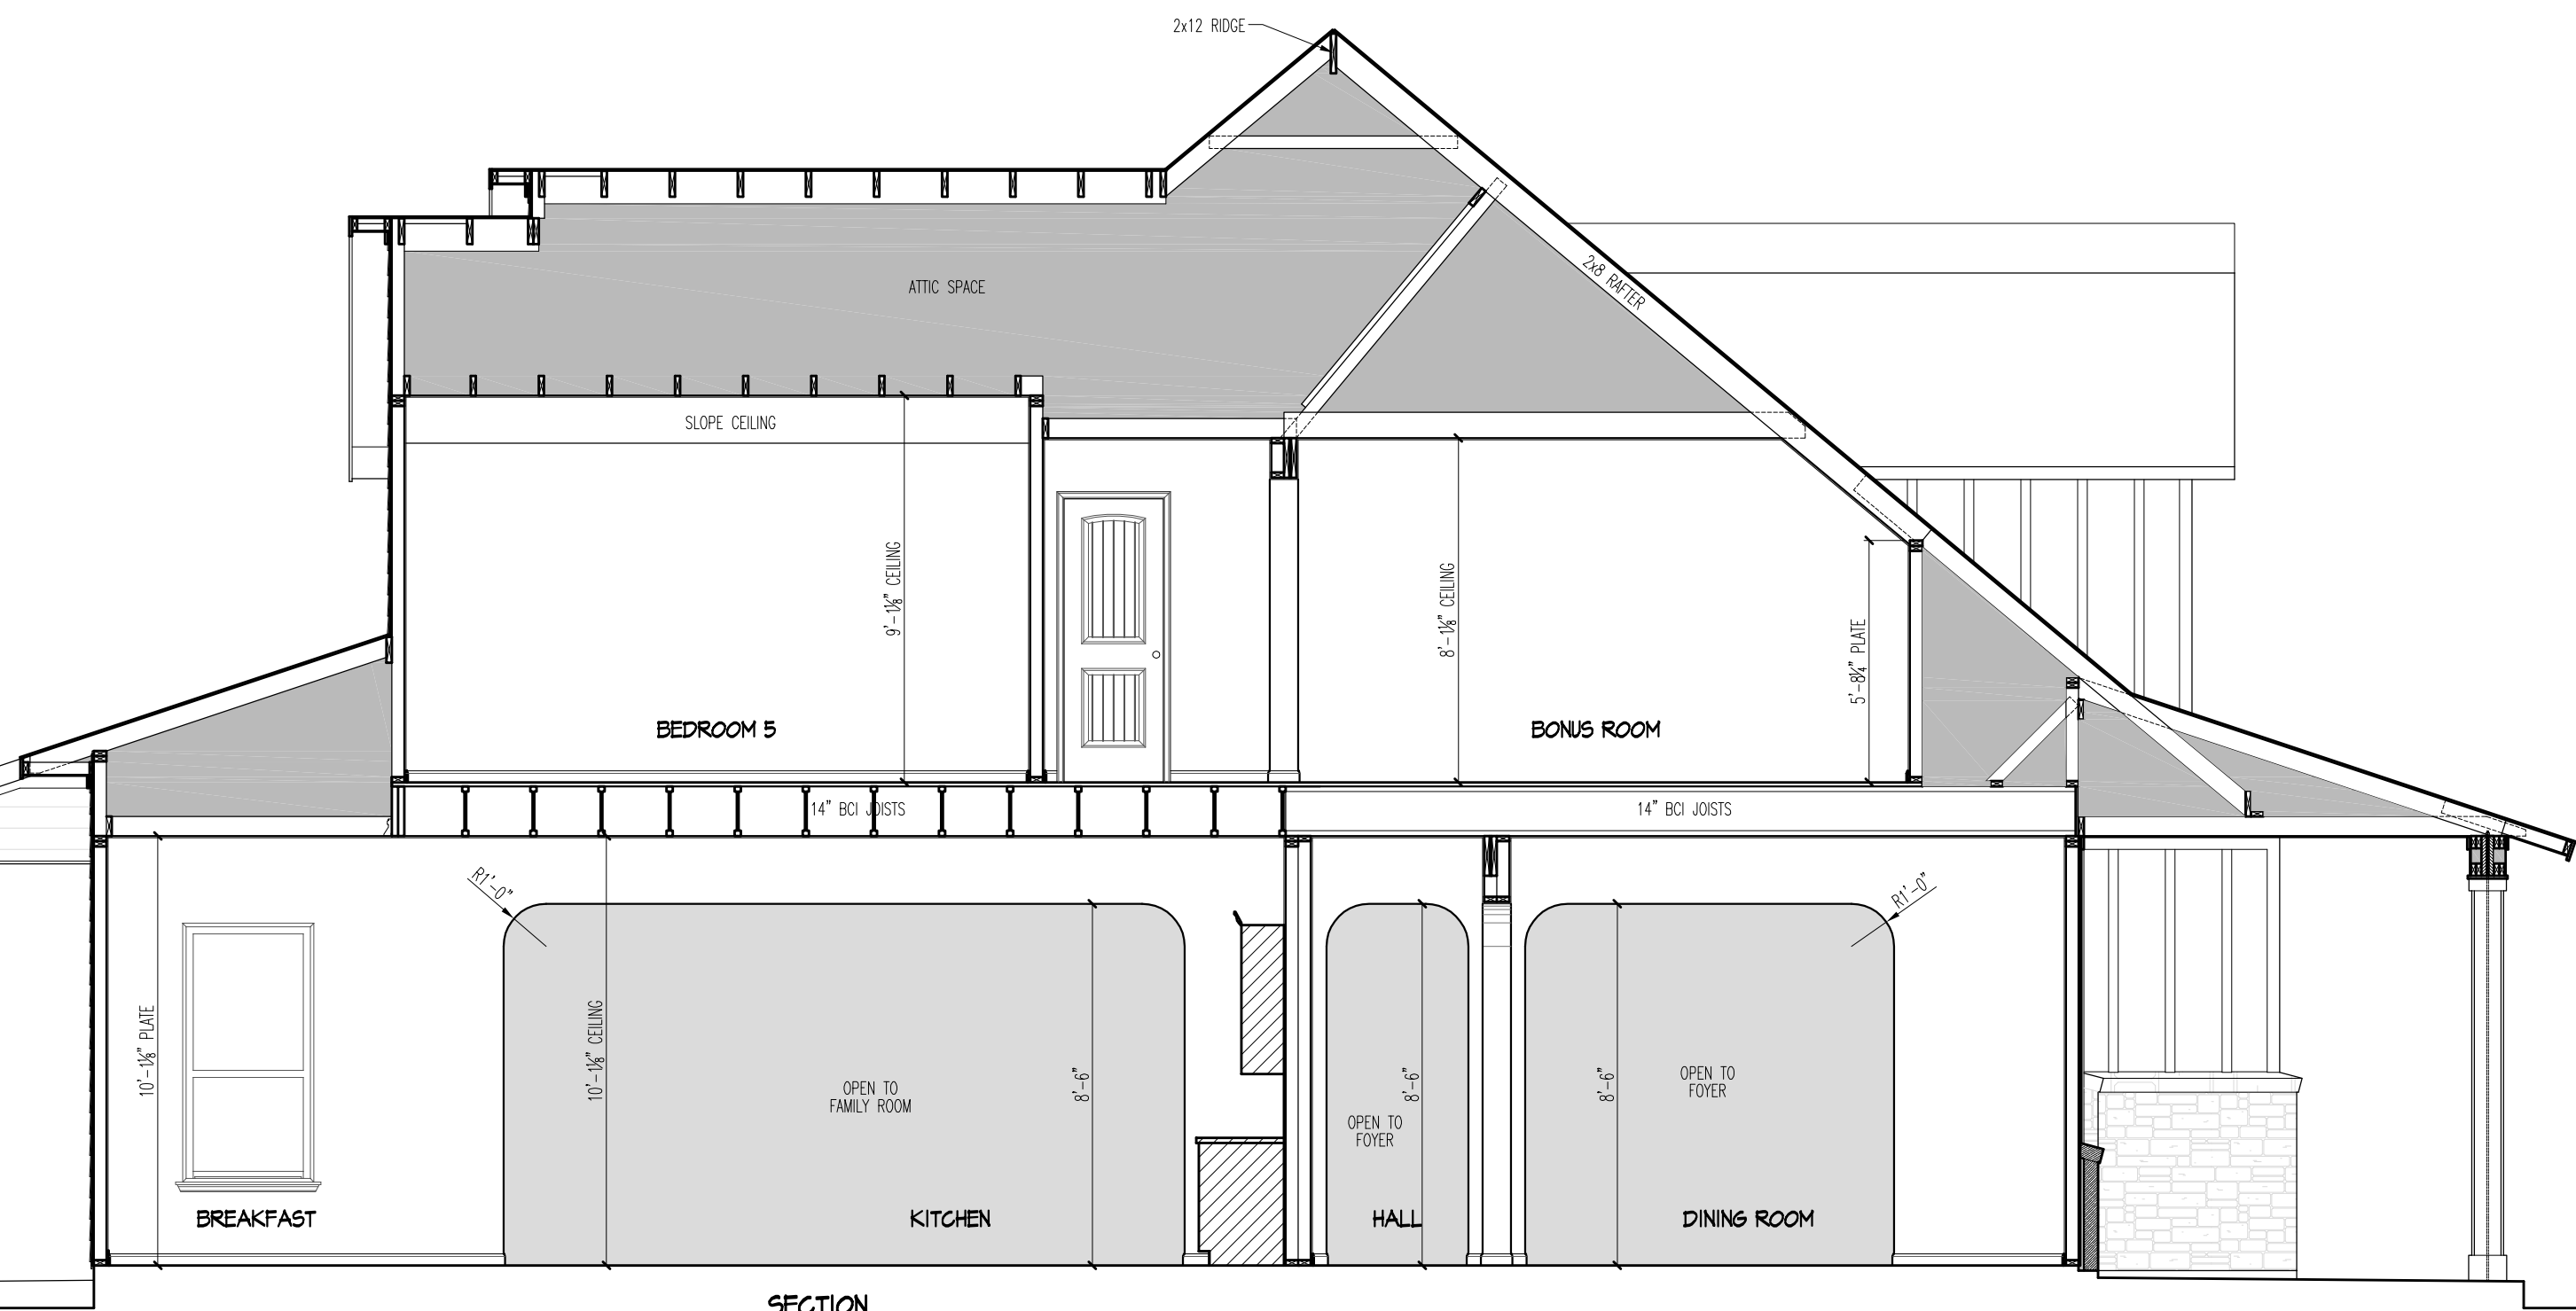 2x12 RIDGE
2x8 RAFTER
ATTIC SPACE
SLOPE CEILING
9'-1⅛" CEILING
8'-1⅛" CEILING
5'-8¼" PLATE
BEDROOM 5
BONUS ROOM
14" BCI JOISTS
14" BCI JOISTS
R1'-0"
R1'-0"
10'-1⅛" PLATE
10'-1⅛" CEILING
8'-6"
8'-6"
8'-6"
OPEN TO
FAMILY ROOM
OPEN TO
FOYER
OPEN TO
FOYER
BREAKFAST
KITCHEN
HALL
DINING ROOM
SECTION